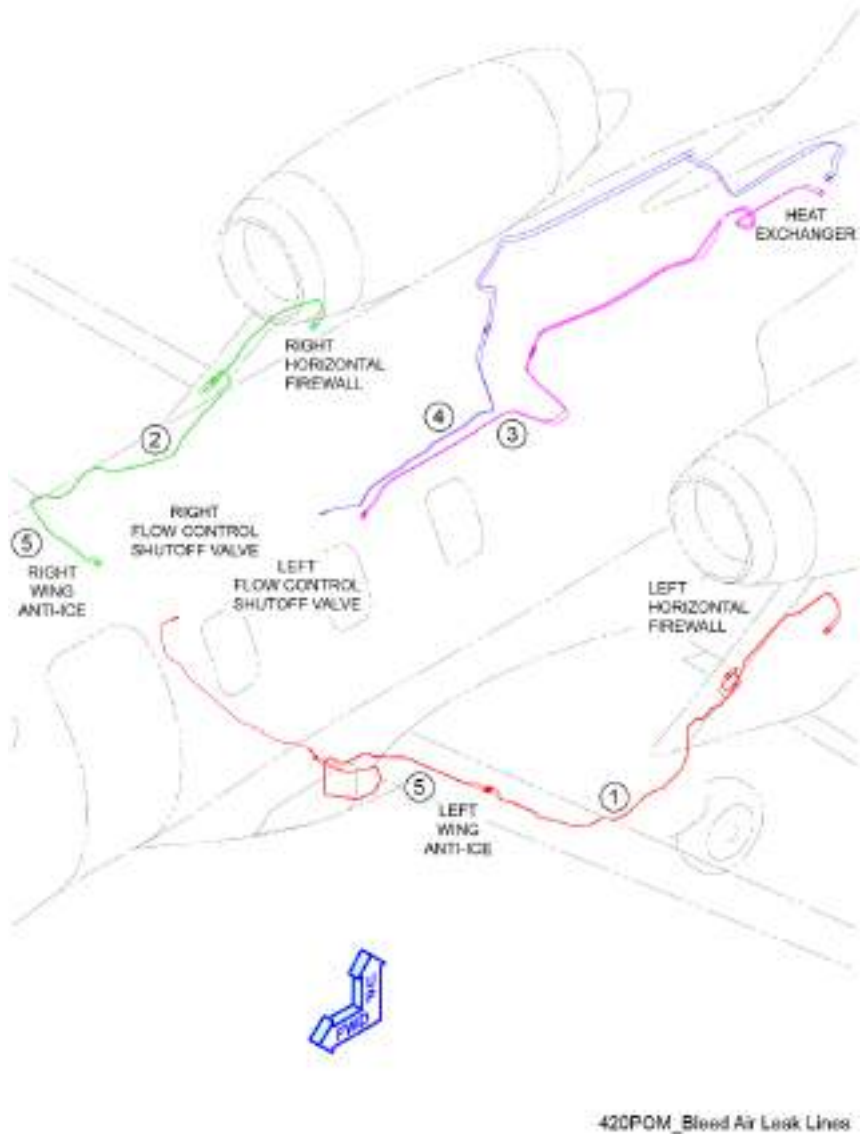 HEAT
EXCHANGER
RIGHT
HORIZONTAL
FIREWALL
4
3
2
RIGHT
FLOW CONTROL
SHUTOFF VALVE
5
RIGHT
WING
ANTI-ICE
LEFT
FLOW CONTROL
SHUTOFF VALVE
LEFT
HORIZONTAL
FIREWALL
5
1
LEFT
WING
ANTI-ICE
UP
FWD
420POM_Bleed Air Leak Lines